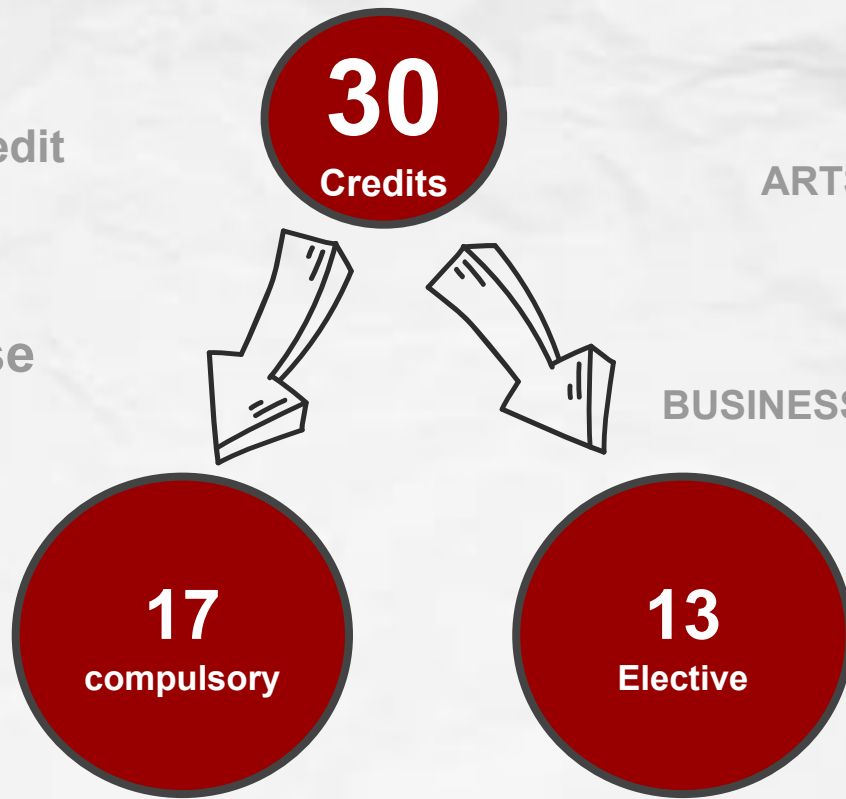 30
Credits
edit
ARTS
se
BUSINESS
17
compulsory
13
Elective